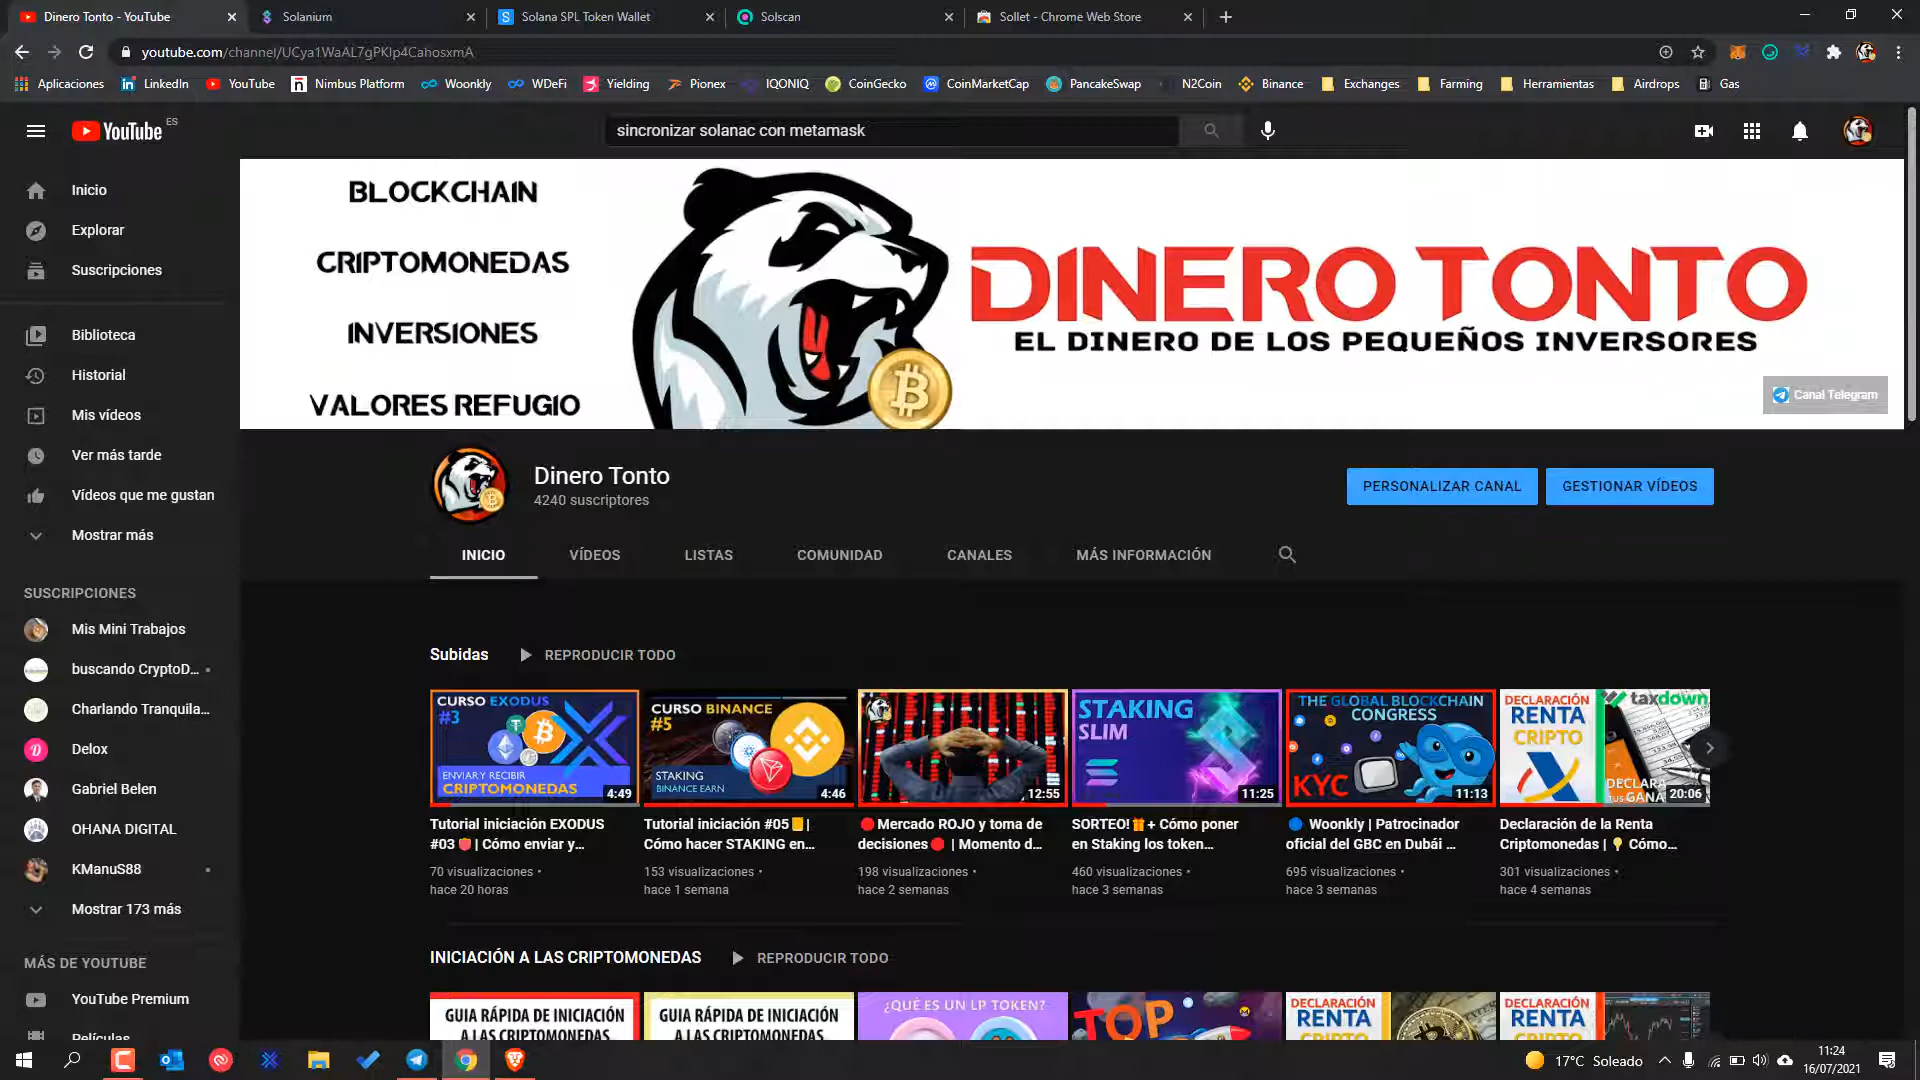 Dinero Tonto - YouTube
Solanium
Solana SPL Token Wallet
Solscan
Sollet - Chrome Web Store
youtube.com/channel/UCya1WaAL7gPKlp4CahosxmA
Aplicaciones
LinkedIn
YouTube
Nimbus Platform
Woonkly
WDeFi
Yielding
Pionex
IQONIQ
CoinGecko
CoinMarketCap
PancakeSwap
N2Coin
Binance
Exchanges
Farming
Herramientas
Airdrops
Gas
YouTube ES
sincronizar solanac con metamask
Inicio
Explorar
Suscripciones
Biblioteca
Historial
Mis vídeos
Ver más tarde
Vídeos que me gustan
Mostrar más
SUSCRIPCIONES
Mis Mini Trabajos
buscando CryptoD...
Charlando Tranquila...
Delox
Gabriel Belen
OHANA DIGITAL
KManuS88
Mostrar 173 más
MÁS DE YOUTUBE
YouTube Premium
Películas
BLOCKCHAIN
CRIPTOMONEDAS
INVERSIONES
VALORES REFUGIO
DINERO TONTO
EL DINERO DE LOS PEQUEÑOS INVERSORES
Canal Telegram
Dinero Tonto
4240 suscriptores
PERSONALIZAR CANAL
GESTIONAR VÍDEOS
INICIO
VÍDEOS
LISTAS
COMUNIDAD
CANALES
MÁS INFORMACIÓN
Subidas
REPRODUCIR TODO
CURSO EXODUS
#3
ENVIAR Y RECIBIR
CRIPTOMONEDAS
4:49
Tutorial iniciación EXODUS
#03 | Cómo enviar y...
70 visualizaciones •
hace 20 horas
CURSO BINANCE
#5
STAKING
BINANCE EARN
4:46
Tutorial iniciación #05 |
Cómo hacer STAKING en...
153 visualizaciones •
hace 1 semana
12:55
Mercado ROJO y toma de
decisiones | Momento d...
198 visualizaciones •
hace 2 semanas
STAKING
SLIM
11:25
SORTEO! + Cómo poner
en Staking los token...
460 visualizaciones •
hace 3 semanas
THE GLOBAL BLOCKCHAIN
CONGRESS
KYC
11:13
Woonkly | Patrocinador
oficial del GBC en Dubái ...
695 visualizaciones •
hace 3 semanas
DECLARACIÓN
RENTA
CRIPTO
taxdown
DECLARA
TUS GANA
20:06
Declaración de la Renta
Criptomonedas | Cómo...
301 visualizaciones •
hace 4 semanas
INICIACIÓN A LAS CRIPTOMONEDAS
REPRODUCIR TODO
GUIA RÁPIDA DE INICIACIÓN
A LAS CRIPTOMONEDAS
GUIA RÁPIDA DE INICIACIÓN
A LAS CRIPTOMONEDAS
¿QUÉ ES UN LP TOKEN?
TOP
DECLARACIÓN
RENTA
CRIPTO
DECLARACIÓN
RENTA
CRIPTO
17°C Soleado
11:24
16/07/2021